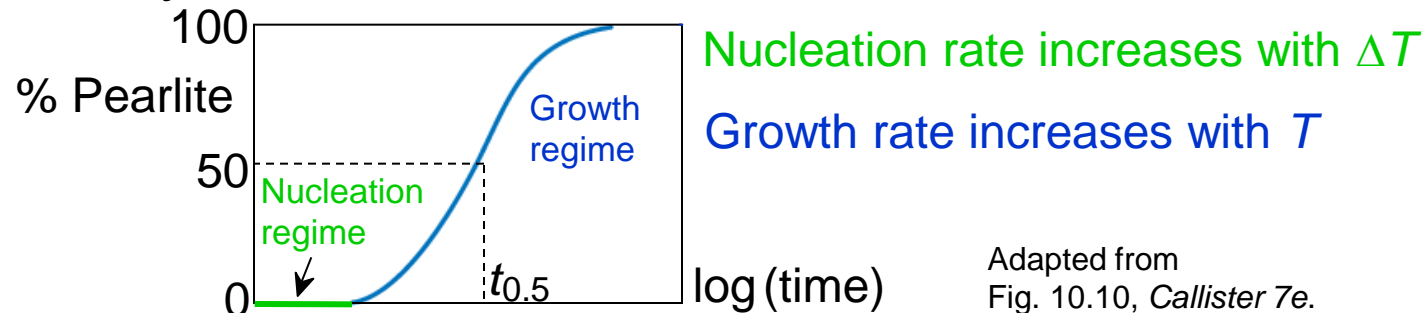 100
% Pearlite
50
0
Nucleation
regime
Growth
regime
t0.5
log (time)
Nucleation rate increases with ΔT
Growth rate increases with T
Adapted from
Fig. 10.10, Callister 7e.